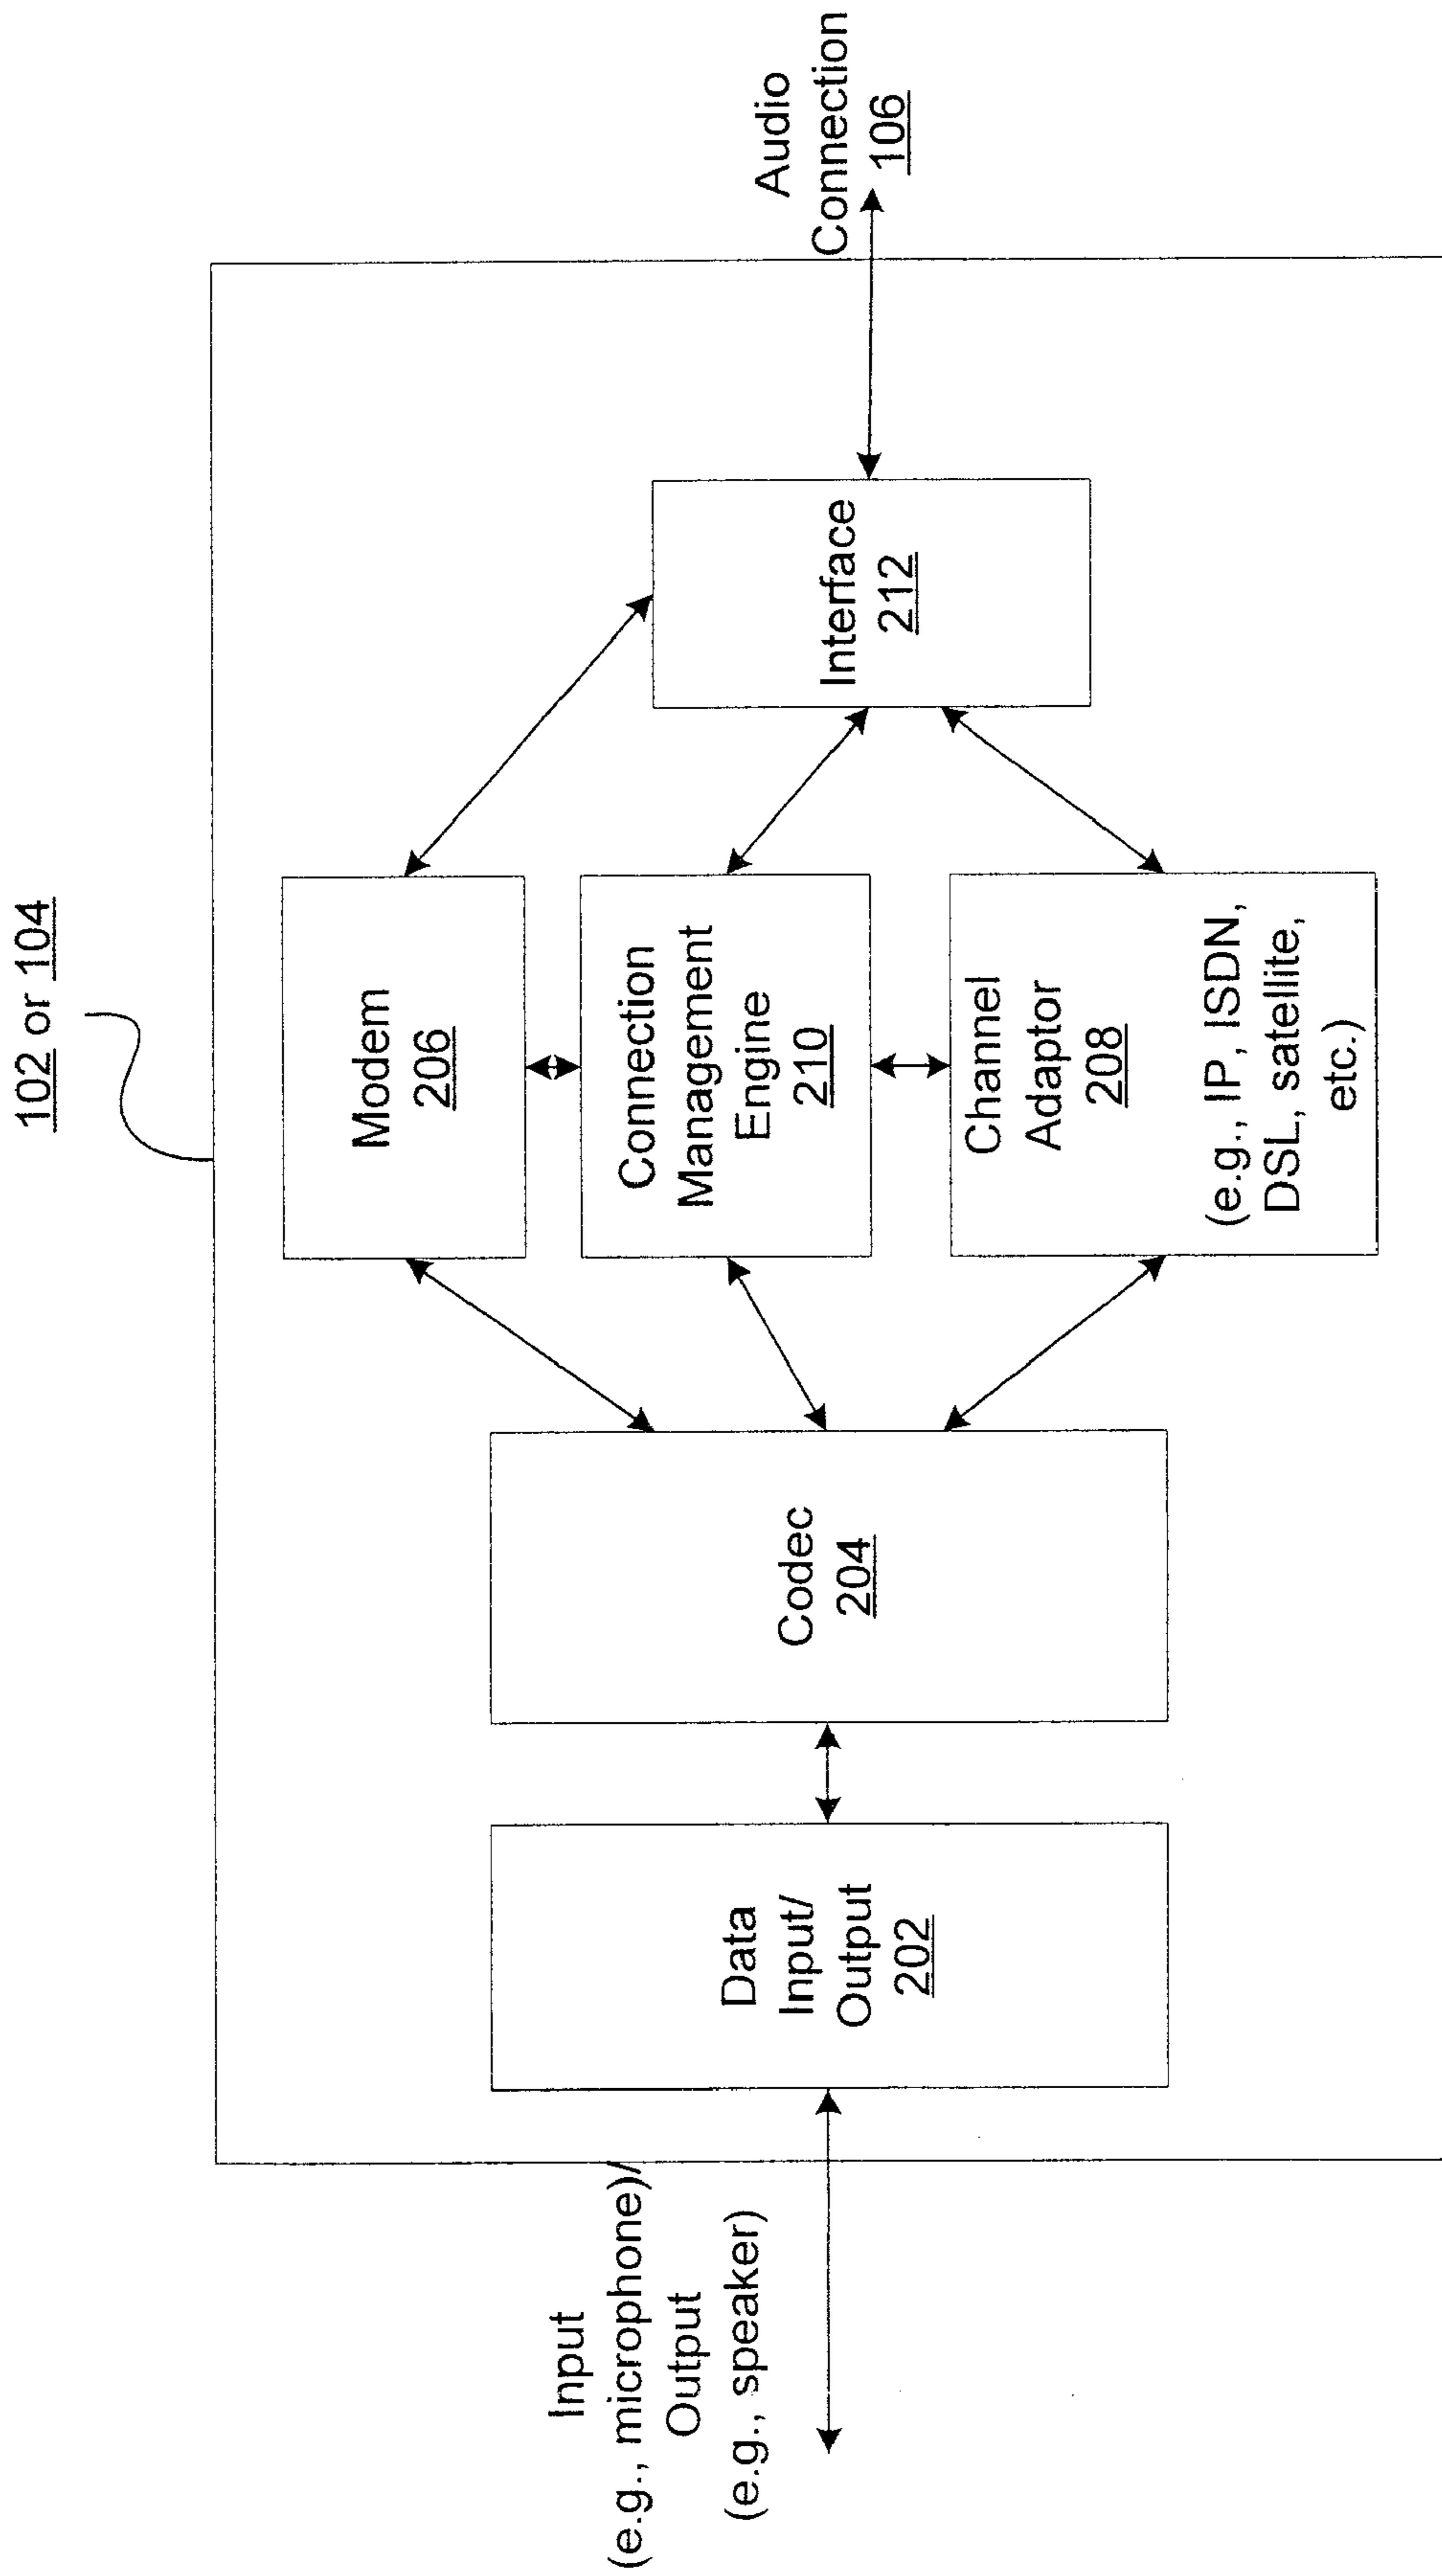 102 or 104
Input
(e.g., microphone)/
Output
(e.g., speaker)
Data
Input/
Output
202
Codec
204
Modem
206
Connection
Management
Engine
210
Channel
Adaptor
208
(e.g., IP, ISDN,
DSL, satellite,
etc.)
Interface
212
Audio
Connection
106